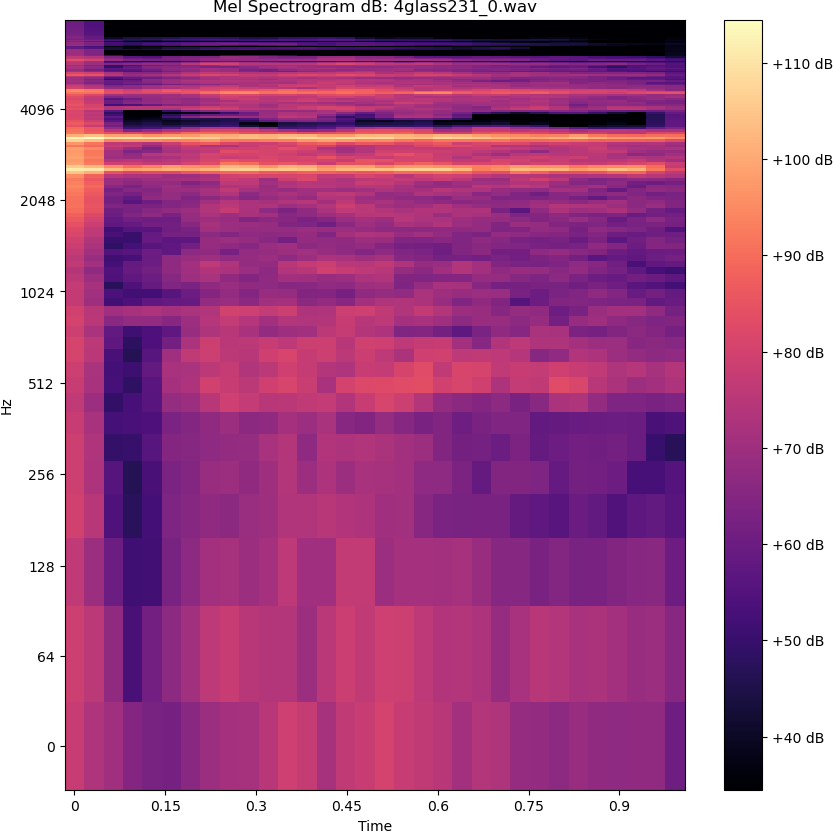 Mel Spectrogram dB: 4glass231_0.wav
+110 dB
4096
+100 dB
2048
+90 dB
1024
+80 dB
512
Hz
+70 dB
256
+60 dB
128
64
+50 dB
0
+40 dB
0 0.15 0.3 0.45 0.6 0.75 0.9
Time